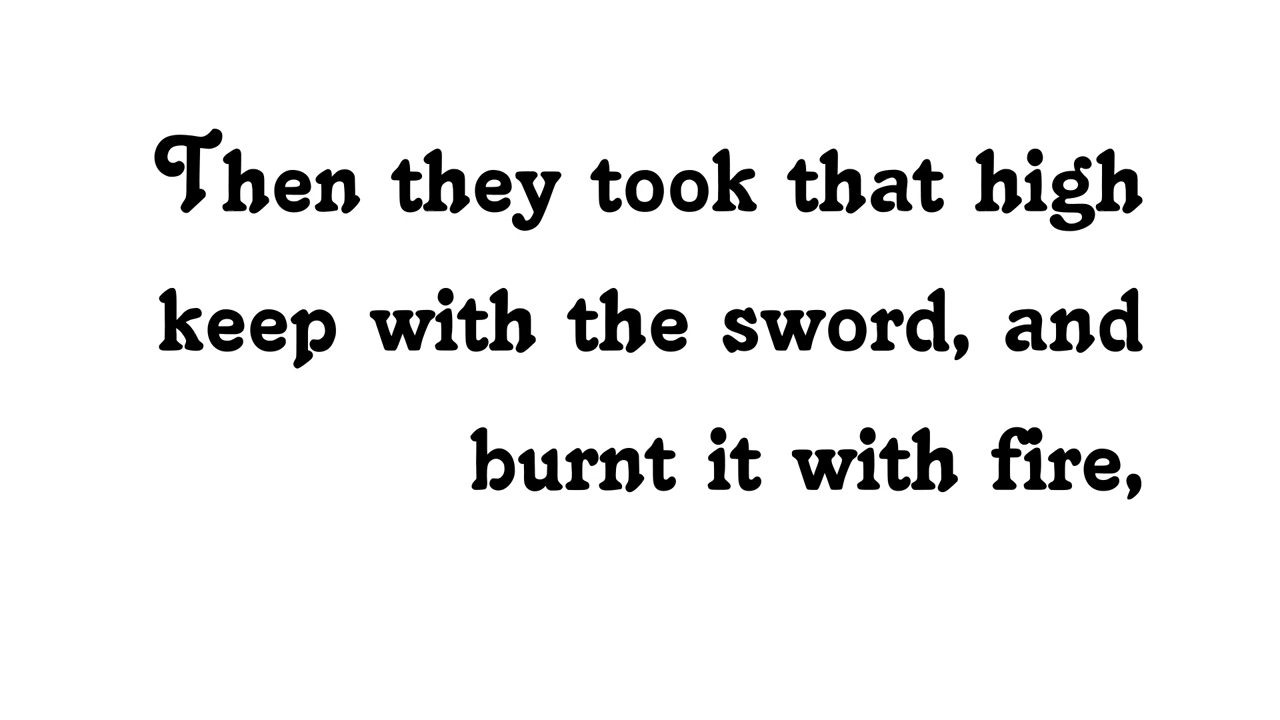 Then they took that high
keep with the sword, and
burnt it with fire,